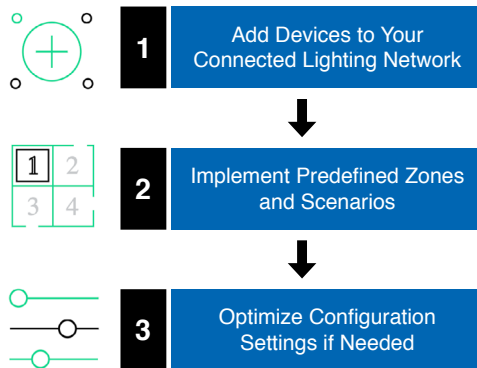 1
Add Devices to Your
Connected Lighting Network
1 2
3 4
2
Implement Predefined Zones
and Scenarios
3
Optimize Configuration
Settings if Needed